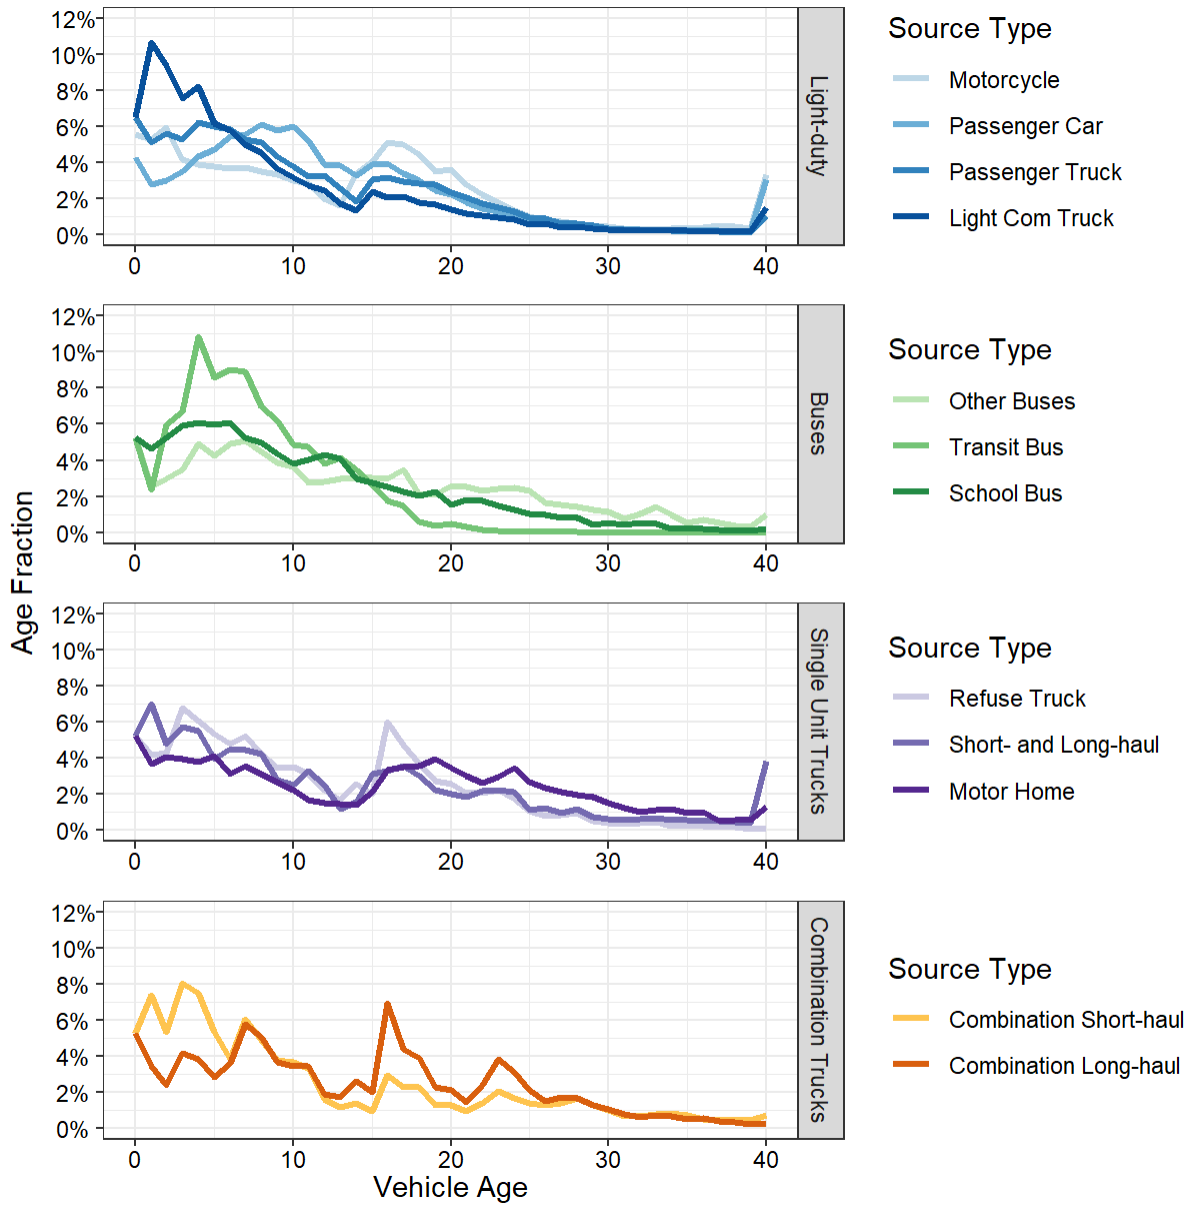 12%
10%
8%
6%
4%
2%
0%
0 10 20 30 40
Light-duty
Source Type
Motorcycle
Passenger Car
Passenger Truck
Light Com Truck
12%
10%
8%
6%
4%
2%
0%
0 10 20 30 40
Buses
Source Type
Other Buses
Transit Bus
School Bus
Age Fraction
12%
10%
8%
6%
4%
2%
0%
0 10 20 30 40
Single Unit Trucks
Source Type
Refuse Truck
Short- and Long-haul
Motor Home
12%
10%
8%
6%
4%
2%
0%
0 10 20 30 40
Combination Trucks
Source Type
Combination Short-haul
Combination Long-haul
Vehicle Age